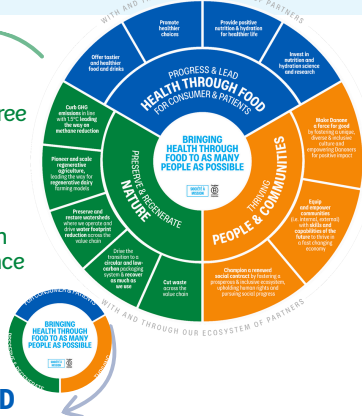 WITH AND T
F PARTNERS
Promote
healthier
choices
Provide positive
nutrition & hydration
for healthier life
Offer tastier
and healthier
food and drinks
Invest in
nutrition and
hydration science
and research
PROGRESS & LEAD
HEALTH THROUGH FOOD
FOR CONSUMER & PATIENTS
Curb GHG
emissions in line
with 1.5°C leading
the way on
methane reduction
Pioneer and scale
regenerative
agriculture,
leading the way for
regenerative dairy
farming models
Preserve and
restore watersheds
where we operate and
drive water footprint
reduction across the
value chain
Drive the
transition to a
circular and low-
carbon packaging
system & recover
as much as
we use
Cut waste
across the
value chain
PRESERVE & REGENERATE
NATURE
BRINGING
HEALTH THROUGH
FOOD TO AS MANY
PEOPLE AS POSSIBLE
THRIVING
PEOPLE & COMMUNITIES
Make Danone
a force for good
by fostering a unique,
diverse & inclusive
culture and
empowering Danoners
for positive impact
Equip
and empower
communities
(i.e. internal, external)
with skills and
capabilities of the
future to thrive in
a fast changing
economy
Champion a renewed
social contract by fostering a
prosperous & inclusive ecosystem,
upholding human rights and
pursuing social progress
WITH AND THROUGH OUR ECOSYSTEM OF PARTNERS
ree
n
nce
BRINGING
HEALTH THROUGH
FOOD TO AS MANY
PEOPLE AS POSSIBLE
D